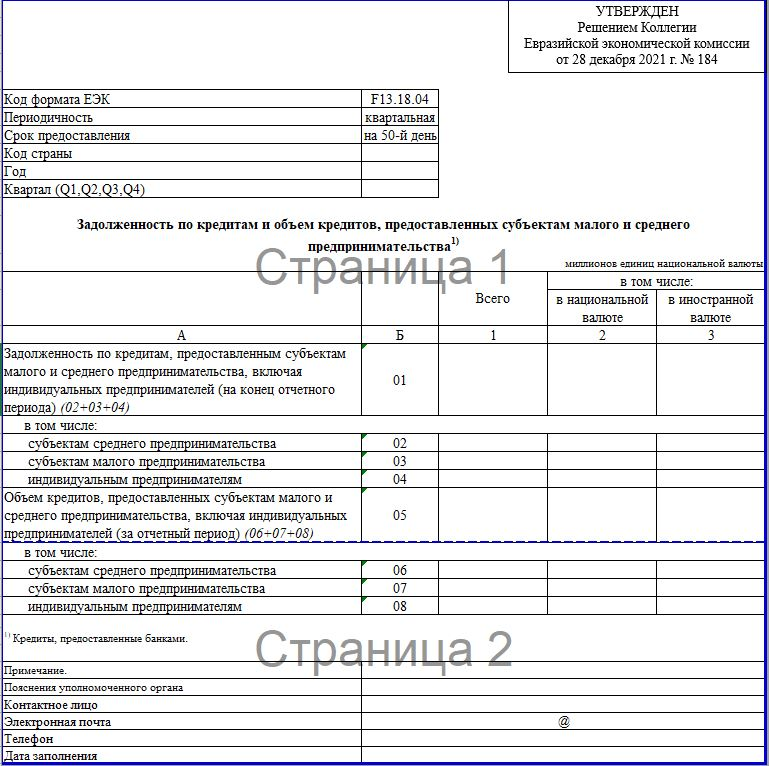 УТВЕРЖДЕН
Решением Коллегии
Евразийской экономической комиссии
от 28 декабря 2021 г. № 184
Код формата ЕЭК F13.18.04
Периодичность квартальная
Срок предоставления на 50-й день
Код страны
Год
Квартал (Q1,Q2,Q3,Q4)
Задолженность по кредитам и объем кредитов, предоставленных субъектам малого и среднего
предпринимательства1)
Страница 1
миллионов единиц национальной валюты
Всего
в том числе:
в национальной
валюте
в иностранной
валюте
А Б 1 2 3
Задолженность по кредитам, предоставленным субъектам
малого и среднего предпринимательства, включая
индивидуальных предпринимателей (на конец отчетного
периода) (02+03+04)
01
в том числе:
субъектам среднего предпринимательства 02
субъектам малого предпринимательства 03
индивидуальным предпринимателям 04
Объем кредитов, предоставленных субъектам малого и
среднего предпринимательства, включая индивидуальных
предпринимателей (за отчетный период) (06+07+08)
05
в том числе:
субъектам среднего предпринимательства 06
субъектам малого предпринимательства 07
индивидуальным предпринимателям 08
1) Кредиты, предоставленные банками.
Страница 2
Примечание.
Пояснения уполномоченного органа
Контактное лицо
Электронная почта @
Телефон
Дата заполнения